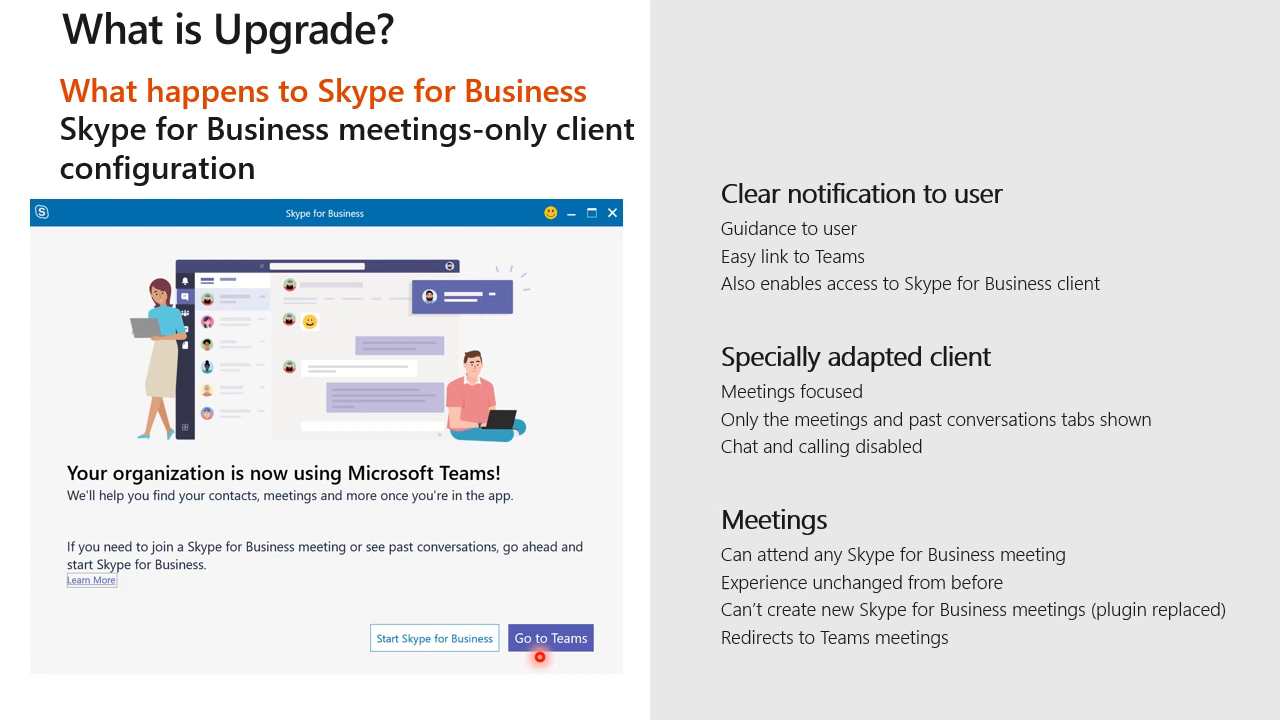 What is Upgrade?
What happens to Skype for Business
Skype for Business meetings-only client
configuration
Skype for Business
Your organization is now using Microsoft Teams!
We'll help you find your contacts, meetings and more once you're in the app.
If you need to join a Skype for Business meeting or see past conversations, go ahead and
start Skype for Business.
Learn More
Start Skype for Business
Go to Teams
Clear notification to user
Guidance to user
Easy link to Teams
Also enables access to Skype for Business client
Specially adapted client
Meetings focused
Only the meetings and past conversations tabs shown
Chat and calling disabled
Meetings
Can attend any Skype for Business meeting
Experience unchanged from before
Can’t create new Skype for Business meetings (plugin replaced)
Redirects to Teams meetings